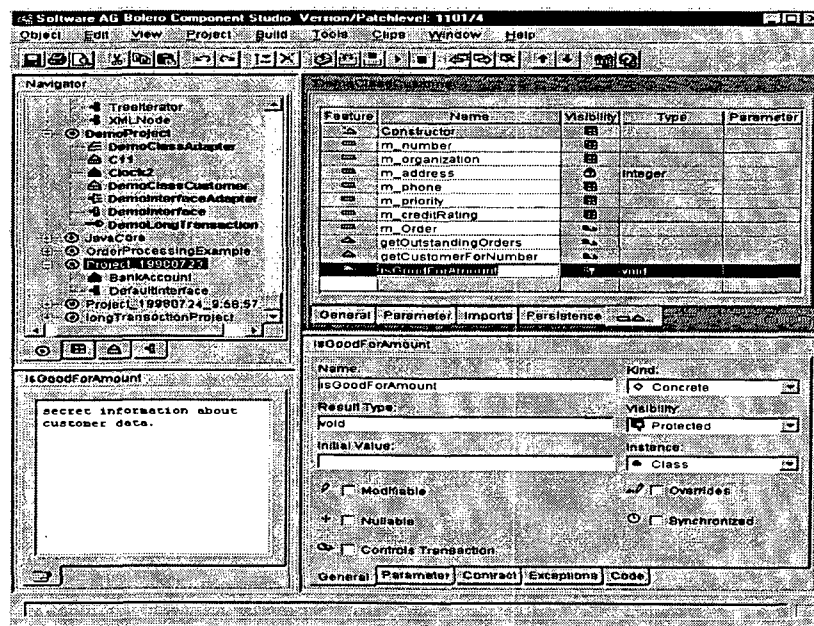 Software AG Bolero Component Studio Version/Patchlevel: 1101/4
Object Edit View Project Build Tools Clips Window Help
Navigator
TreeIterator
XMLNode
DemoProject
DemoClassAdapter
C11
Clock2
DemoClassCustomer
DemoInterfaceAdapter
DemoInterface
DemoLongTransaction
JavaCore
OrderProcessingExample
Project_19980723
BankAccount
DefaultInterface
Project_19980724_9:58:57
longTransactionProject
Feature Name Visibility Type Parameter
Constructor
m_number
m_organization
m_address Integer
m_phone
m_priority
m_creditRating
m_Order
getOutstandingOrders
getCustomerForNumber
isGoodForAmount void
General Parameter Imports Persistence
isGoodForAmount
secret information about
customer data.
isGoodForAmount
Name:
isGoodForAmount
Kind:
Concrete
Result Type:
void
Visibility:
Protected
Initial Value:
Instance:
Class
Modifiable
Overrides
Nullable
Synchronized
Controls Transaction
General Parameter Contract Exceptions Code